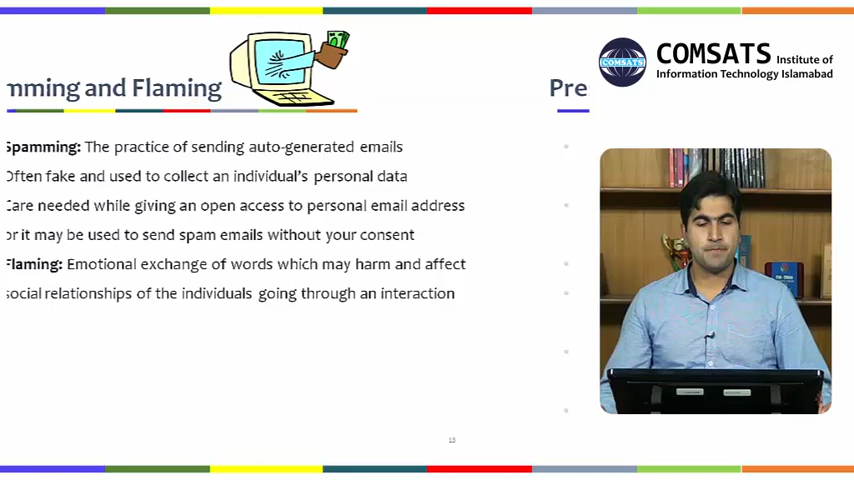 COMSATS Institute of
Information Technology Islamabad
COMSATS
mming and Flaming
Spamming: The practice of sending auto-generated emails
Often fake and used to collect an individual's personal data
Care needed while giving an open access to personal email address
or it may be used to send spam emails without your consent
Flaming: Emotional exchange of words which may harm and affect
social relationships of the individuals going through an interaction
Pre
13